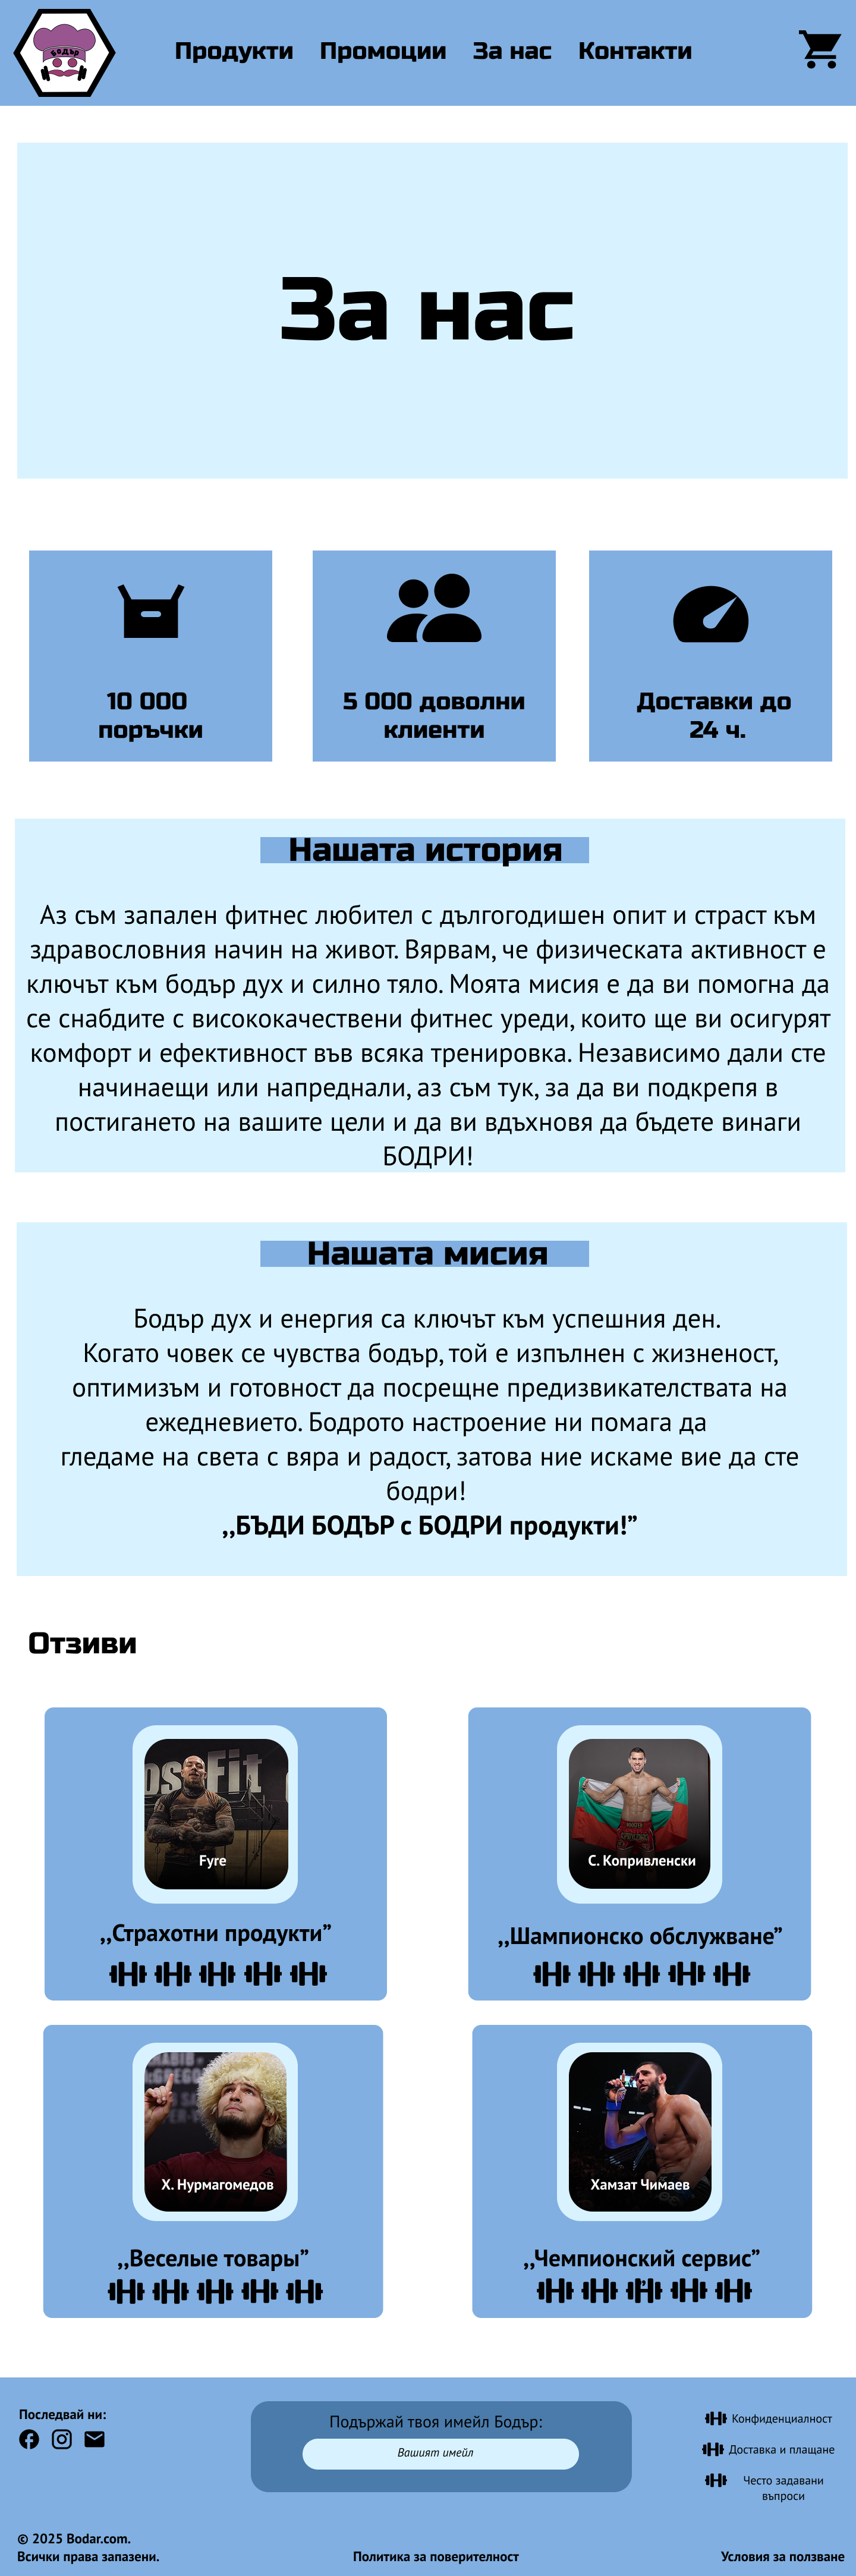 Бодър
Продукти Промоции За нас Контакти
За нас
10 000
поръчки
5 000 доволни
клиенти
Доставки до
24 ч.
Нашата история
Аз съм запален фитнес любител с дългогодишен опит и страст към
здравословния начин на живот. Вярвам, че физическата активност е
ключът към бодър дух и силно тяло. Моята мисия е да ви помогна да
се снабдите с висококачествени фитнес уреди, които ще ви осигурят
комфорт и ефективност във всяка тренировка. Независимо дали сте
начинаещи или напреднали, аз съм тук, за да ви подкрепя в
постигането на вашите цели и да ви вдъхновя да бъдете винаги
БОДРИ!
Нашата мисия
Бодър дух и енергия са ключът към успешния ден.
Когато човек се чувства бодър, той е изпълнен с жизненост,
оптимизъм и готовност да посрещне предизвикателствата на
ежедневието. Бодрото настроение ни помага да
гледаме на света с вяра и радост, затова ние искаме вие да сте
бодри!
,,БЪДИ БОДЪР с БОДРИ продукти!”
Отзиви
Fyre
,,Страхотни продукти”
С. Копривленски
,,Шампионско обслужване”
Х. Нурмагомедов
,,Веселые товары”
Хамзат Чимаев
,,Чемпионский сервис”
Последвай ни:
Подържай твоя имейл Бодър:
Вашият имейл
Конфиденциалност
Доставка и плащане
Често задавани
въпроси
© 2025 Bodar.com.
Всички права запазени.
Политика за поверителност
Условия за ползване